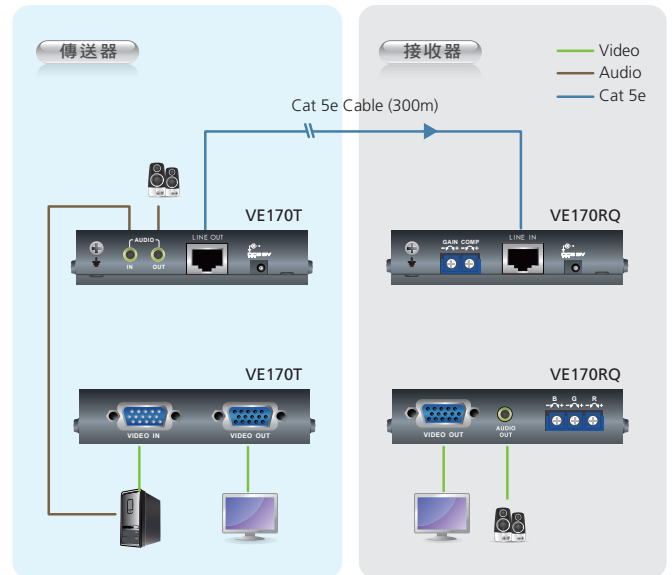 傳送器
接收器
Video
Audio
Cat 5e
Cat 5e Cable (300m)
VE170T
AUDIO
IN OUT
LINE OUT
VE170RQ
GAIN COMP
LINE IN
VE170T
VIDEO IN
VIDEO OUT
VE170RQ
VIDEO OUT
AUDIO
OUT
B G R